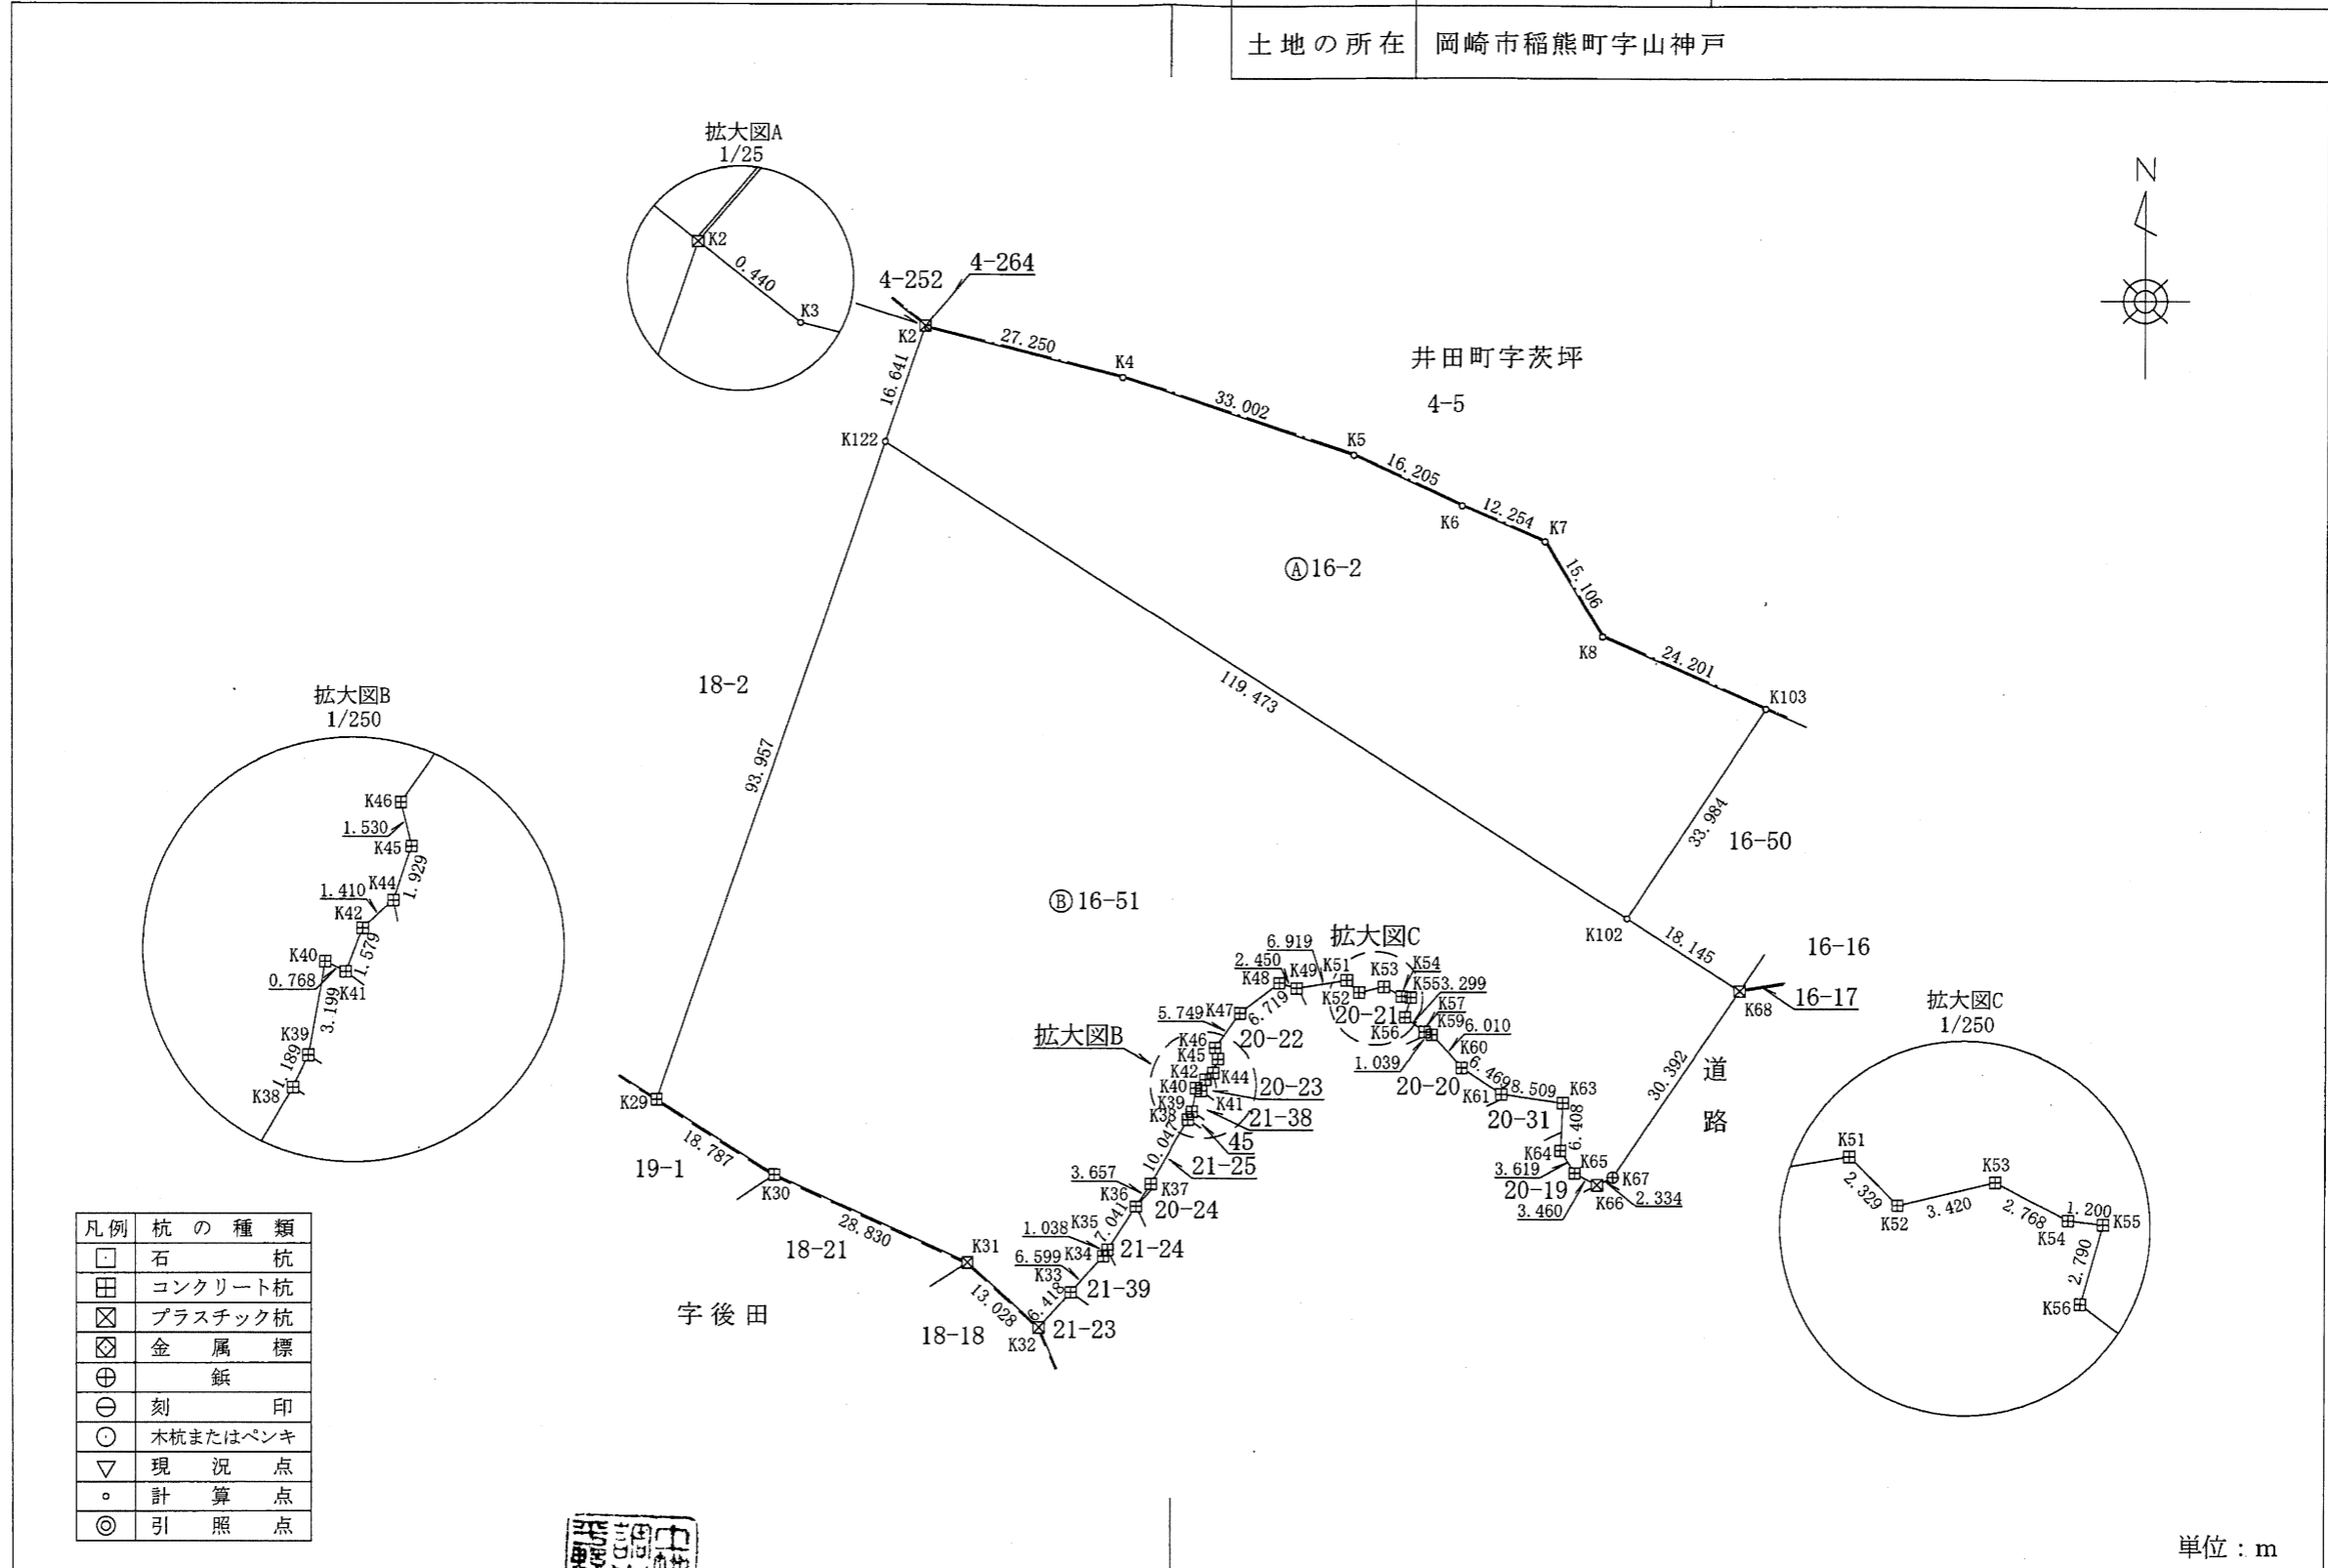 土地の所在 岡崎市稲熊町字山神戸
拡大図A
1/25
K2
0.440
K3
N
4-252
4-264
K2
27.250
K4
16.641
33.002
井田町字茨坪
4-5
K122
K5
16.205
K6
12.254
K7
Ⓐ16-2
15.106
K8
24.201
K103
18-2
119.473
93.957
33.984
16-50
拡大図B
1/250
K46
1.530
K45
1.929
K44
1.410
K42
K40
1.579
0.768
K41
3.199
K39
1.189
K38
Ⓑ16-51
K102
18.145
16-16
16-17
K68
拡大図C
6.919
2.450
K48
K49
K51
K53
K54
K52
K55
3.299
20-21
K57
K56
K59
6.010
1.039
K60
5.749
K47
6.719
20-22
拡大図B
K46
K45
K42
K44
K40
20-23
K41
K39
21-38
K38
45
20-20
6.469
K61
8.509
K63
20-31
6.408
K64
K65
3.619
20-19
K66
K67
3.460
2.334
30.392
道路
10.047
21-25
3.657
K37
K36
20-24
7.041
K35
1.038
21-24
K34
6.599
K33
21-39
6.418
21-23
K32
K29
18.787
19-1
K30
28.830
18-21
K31
13.028
18-18
字後田
拡大図C
1/250
K51
2.329
K52
3.420
K53
2.768
K54
1.200
K55
2.790
K56
凡例 杭の種類
石杭
コンクリート杭
プラスチック杭
金属標
鋲
刻印
木杭またはペンキ
現況点
計算点
引照点
単位：m